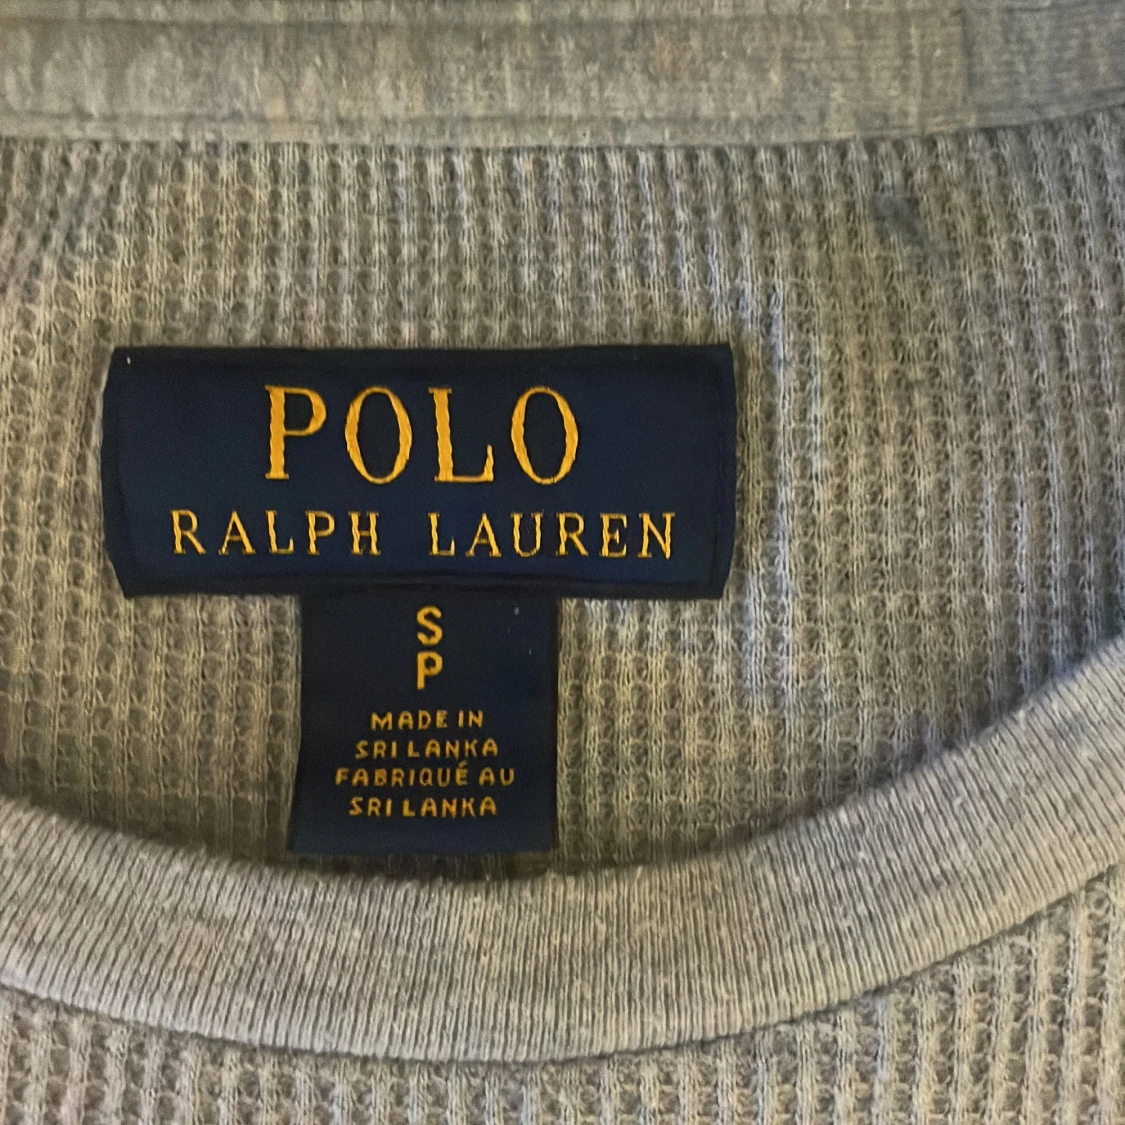 POLO
RALPH LAUREN
S
P
MADE IN
SRI LANKA
FABRIQUÉ AU
SRI LANKA